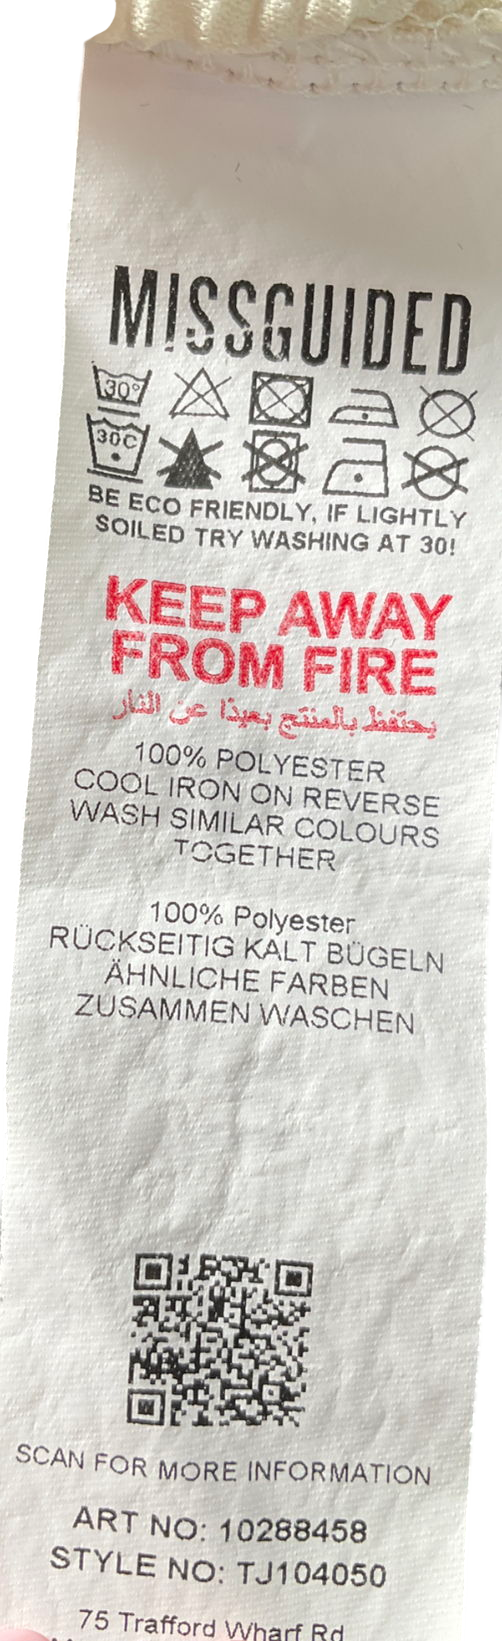 MISSGUIDED
30°
30C
BE ECO FRIENDLY, IF LIGHTLY
SOILED TRY WASHING AT 30!
KEEP AWAY
FROM FIRE
يحتفظ بالمنتج بعيدًا عن النار
100% POLYESTER
COOL IRON ON REVERSE
WASH SIMILAR COLOURS
TOGETHER
100% Polyester
RÜCKSEITIG KALT BÜGELN
ÄHNLICHE FARBEN
ZUSAMMEN WASCHEN
SCAN FOR MORE INFORMATION
ART NO: 10288458
STYLE NO: TJ104050
75 Trafford Wharf Rd